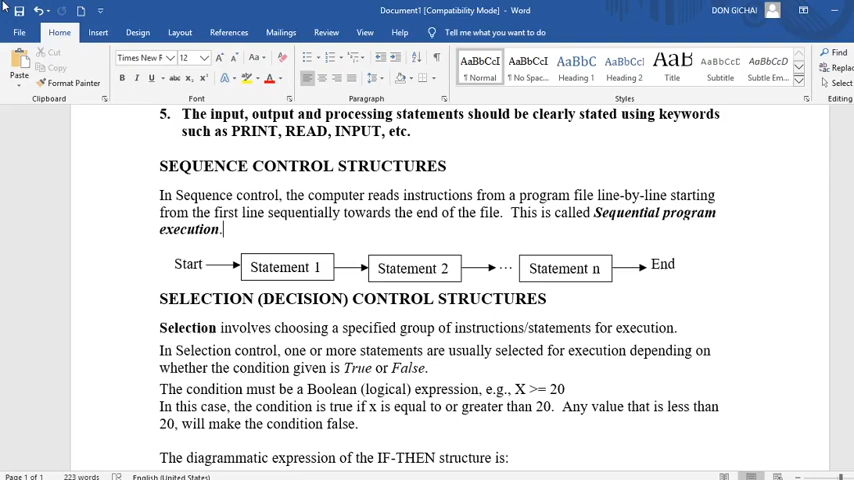 Document1 [Compatibility Mode] - Word
DON GICHAI
File Home Insert Design Layout References Mailings Review View Help Tell me what you want to do
Cut
Copy
Format Painter
Paste
Clipboard
Times New R 12
Font
Paragraph
AaBbCcI AaBbCcI AaBbC AaBbCcI AaB AaBbCcD AaBbCcD
¶ Normal ¶ No Spac... Heading 1 Heading 2 Title Subtitle Subtle Em...
Styles
Find
Replac
Select
Editing
5. The input, output and processing statements should be clearly stated using keywords
such as PRINT, READ, INPUT, etc.
SEQUENCE CONTROL STRUCTURES
In Sequence control, the computer reads instructions from a program file line-by-line starting
from the first line sequentially towards the end of the file. This is called Sequential program
execution.
Start Statement 1 Statement 2 ... Statement n End
SELECTION (DECISION) CONTROL STRUCTURES
Selection involves choosing a specified group of instructions/statements for execution.
In Selection control, one or more statements are usually selected for execution depending on
whether the condition given is True or False.
The condition must be a Boolean (logical) expression, e.g., X >= 20
In this case, the condition is true if x is equal to or greater than 20. Any value that is less than
20, will make the condition false.
The diagrammatic expression of the IF-THEN structure is:
Page 1 of 1 223 words English (United States)